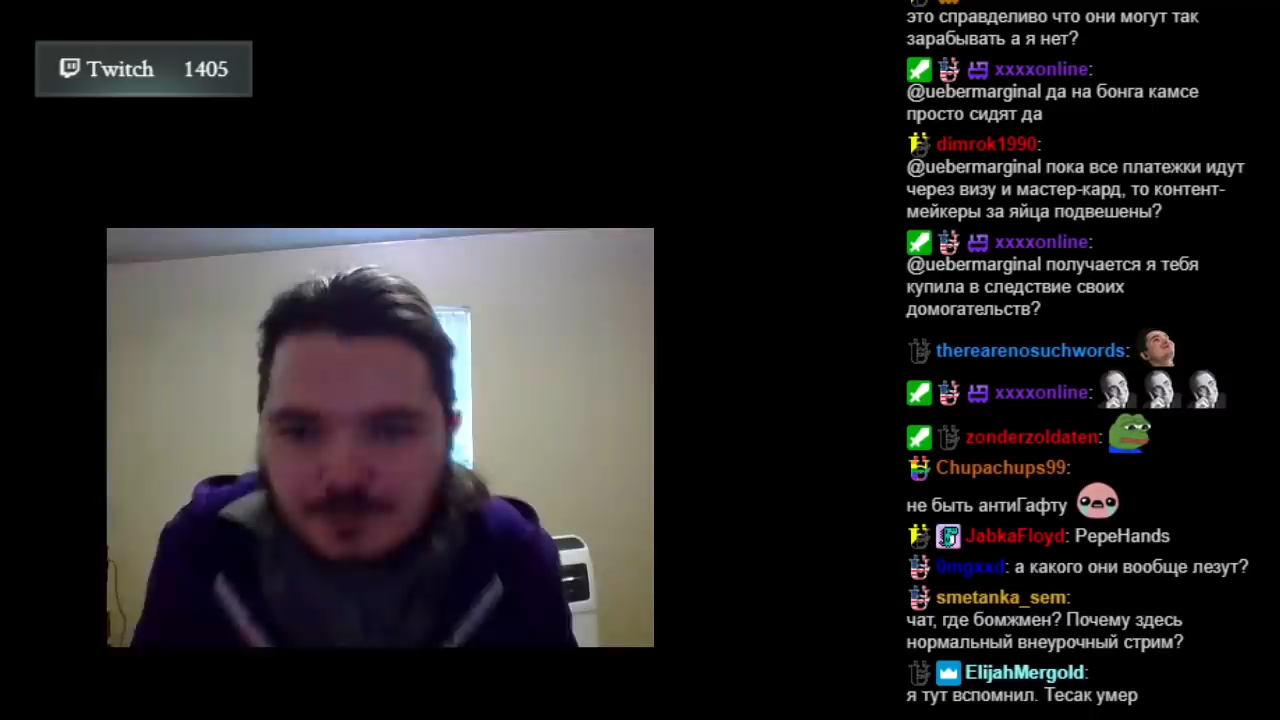 Twitch 1405
это справделиво что они могут так
зарабывать а я нет?
xxxxonline:
@uebermarginal да на бонга камсе
просто сидят да
dimrok1990:
@uebermarginal пока все платежки идут
через визу и мастер-кард, то контент-
мейкеры за яйца подвешены?
xxxxonline:
@uebermarginal получается я тебя
купила в следствие своих
домогательств?
therearenosuchwords:
xxxxonline:
zonderzoldaten:
Chupachups99:
не быть антиГафту
JabkaFloyd: PepeHands
0mgxxd: а какого они вообще лезут?
smetanka_sem:
чат, где бомжмен? Почему здесь
нормальный внеурочный стрим?
ElijahMergold:
я тут вспомнил. Тесак умер